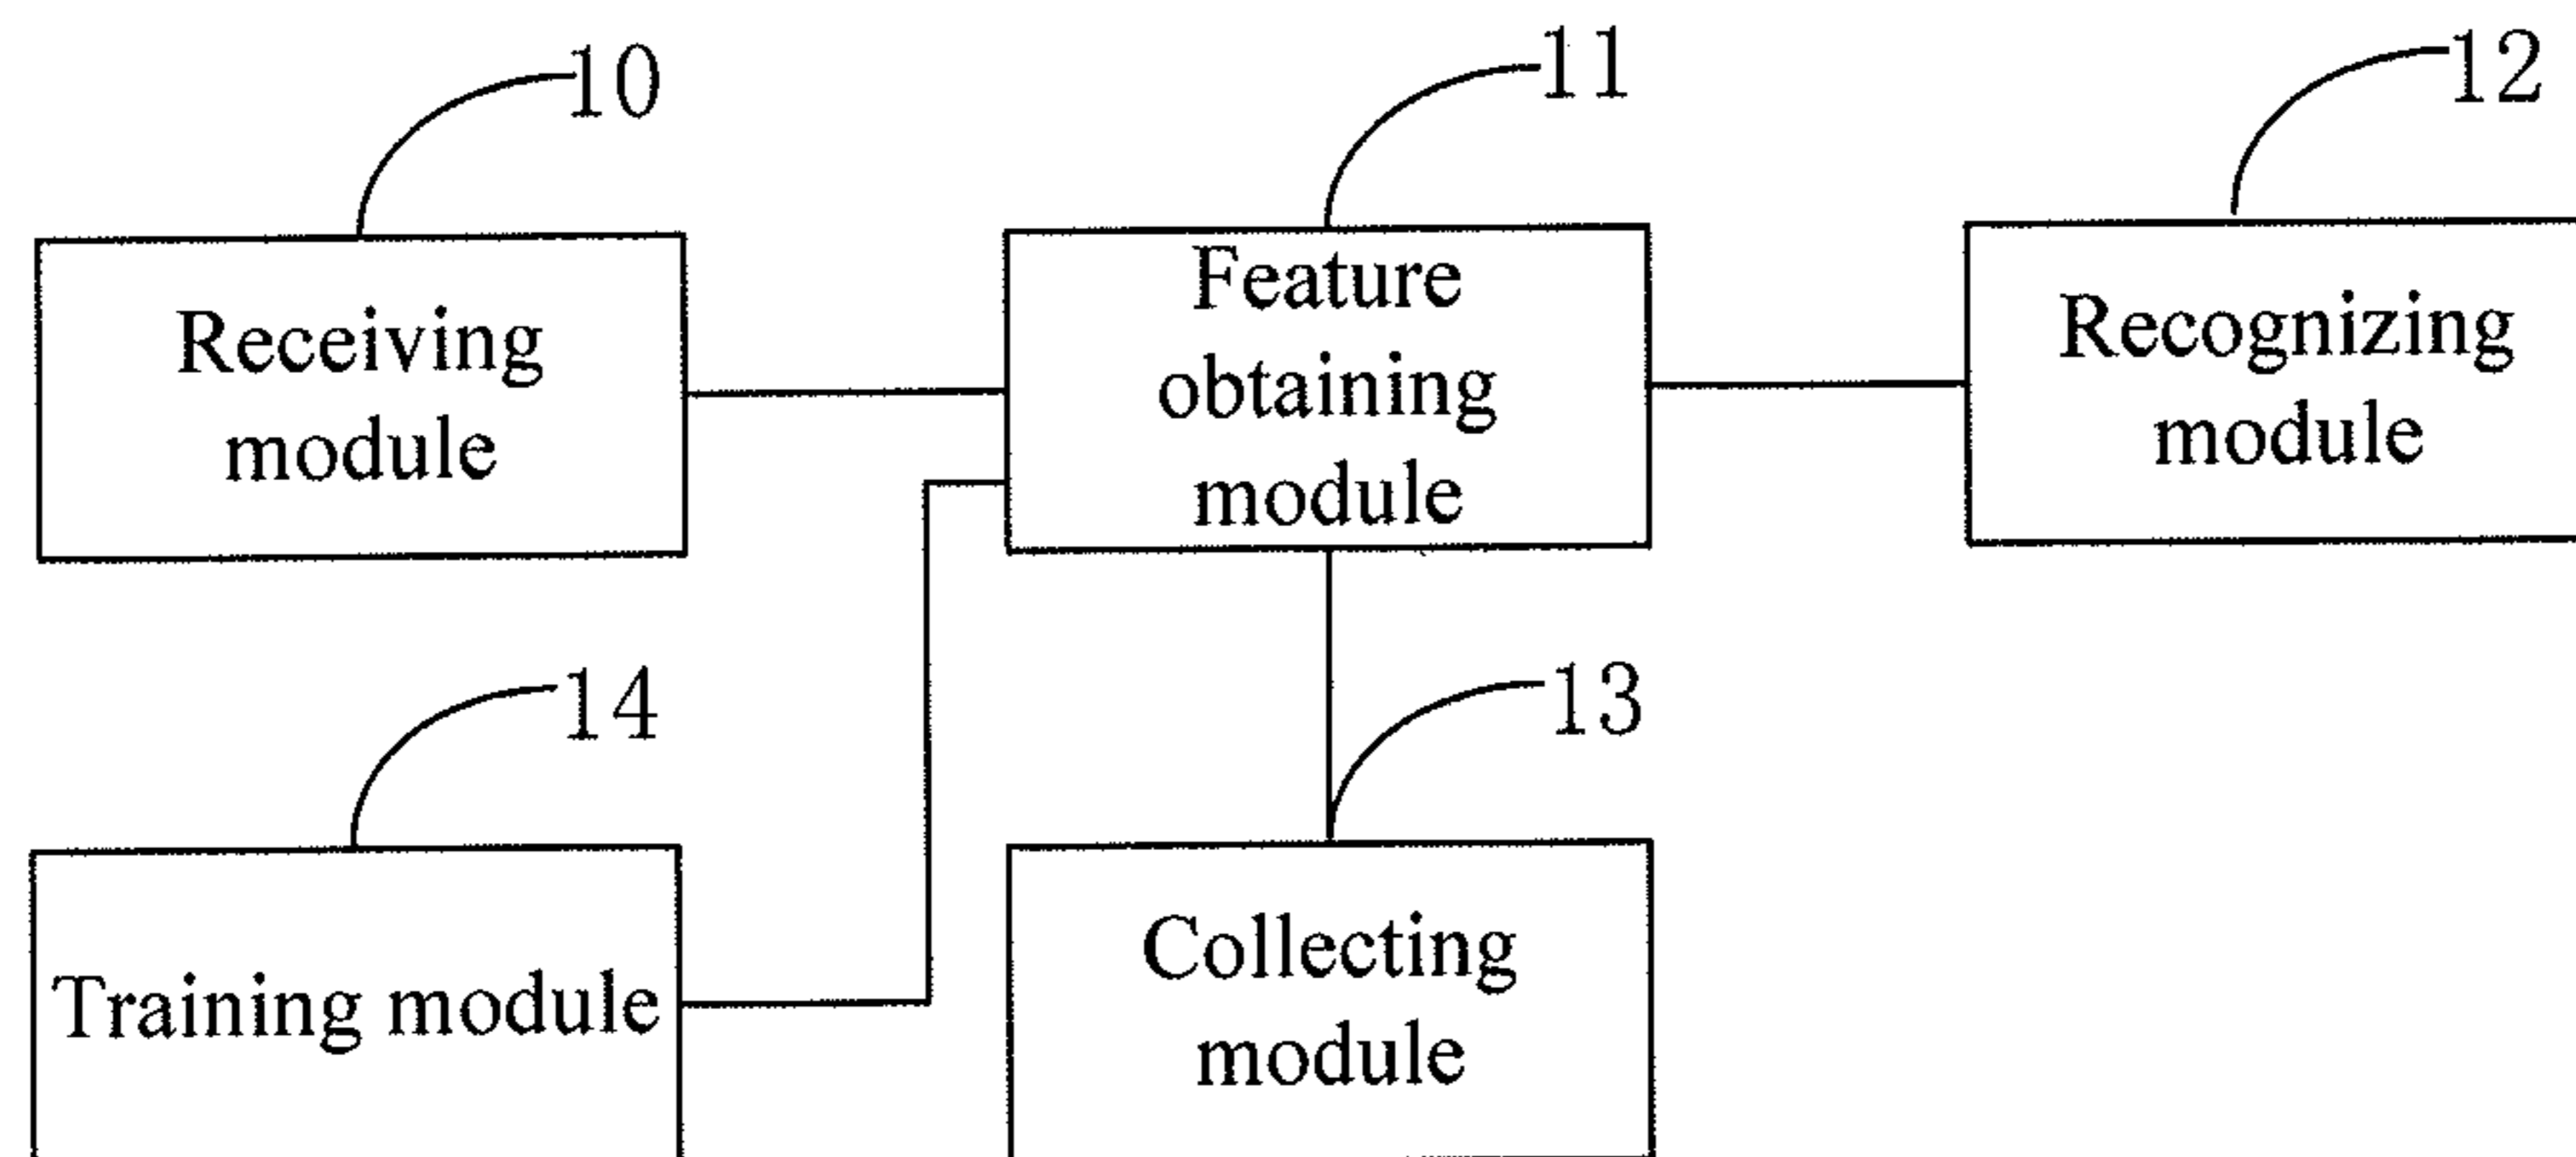 10
11
12
Receiving
module
Feature
obtaining
module
Recognizing
module
14
13
Training module
Collecting
module